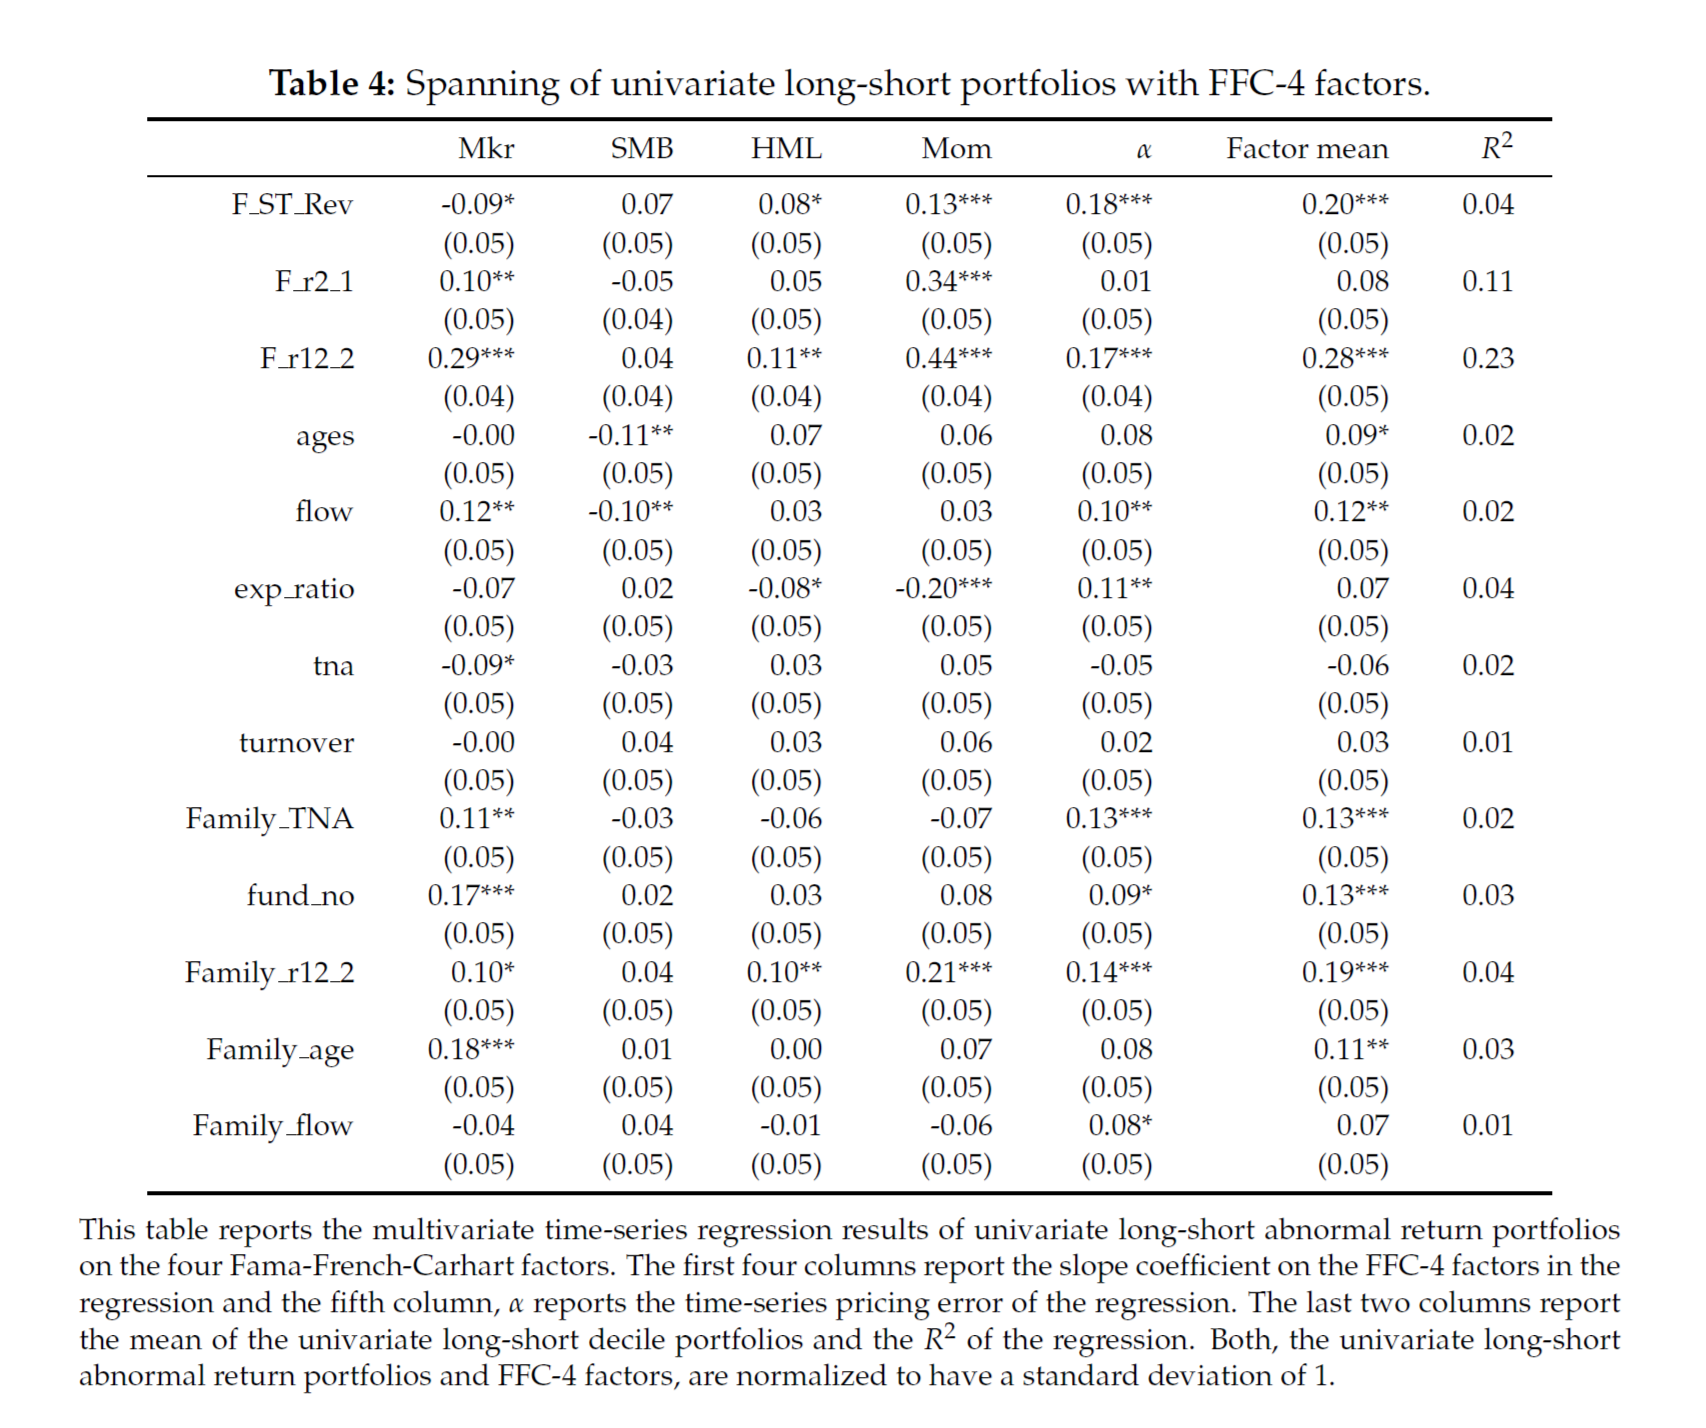 Table 4: Spanning of univariate long-short portfolios with FFC-4 factors.
Mkr SMB HML Mom α Factor mean R²
F_ST_Rev -0.09* 0.07 0.08* 0.13*** 0.18*** 0.20*** 0.04
(0.05) (0.05) (0.05) (0.05) (0.05) (0.05)
F_r2_1 0.10** -0.05 0.05 0.34*** 0.01 0.08 0.11
(0.05) (0.04) (0.05) (0.05) (0.05) (0.05)
F_r12_2 0.29*** 0.04 0.11** 0.44*** 0.17*** 0.28*** 0.23
(0.04) (0.04) (0.04) (0.04) (0.04) (0.05)
ages -0.00 -0.11** 0.07 0.06 0.08 0.09* 0.02
(0.05) (0.05) (0.05) (0.05) (0.05) (0.05)
flow 0.12** -0.10** 0.03 0.03 0.10** 0.12** 0.02
(0.05) (0.05) (0.05) (0.05) (0.05) (0.05)
exp_ratio -0.07 0.02 -0.08* -0.20*** 0.11** 0.07 0.04
(0.05) (0.05) (0.05) (0.05) (0.05) (0.05)
tna -0.09* -0.03 0.03 0.05 -0.05 -0.06 0.02
(0.05) (0.05) (0.05) (0.05) (0.05) (0.05)
turnover -0.00 0.04 0.03 0.06 0.02 0.03 0.01
(0.05) (0.05) (0.05) (0.05) (0.05) (0.05)
Family_TNA 0.11** -0.03 -0.06 -0.07 0.13*** 0.13*** 0.02
(0.05) (0.05) (0.05) (0.05) (0.05) (0.05)
fund_no 0.17*** 0.02 0.03 0.08 0.09* 0.13*** 0.03
(0.05) (0.05) (0.05) (0.05) (0.05) (0.05)
Family_r12_2 0.10* 0.04 0.10** 0.21*** 0.14*** 0.19*** 0.04
(0.05) (0.05) (0.05) (0.05) (0.05) (0.05)
Family_age 0.18*** 0.01 0.00 0.07 0.08 0.11** 0.03
(0.05) (0.05) (0.05) (0.05) (0.05) (0.05)
Family_flow -0.04 0.04 -0.01 -0.06 0.08* 0.07 0.01
(0.05) (0.05) (0.05) (0.05) (0.05) (0.05)
This table reports the multivariate time-series regression results of univariate long-short abnormal return portfolios
on the four Fama-French-Carhart factors. The first four columns report the slope coefficient on the FFC-4 factors in the
regression and the fifth column, α reports the time-series pricing error of the regression. The last two columns report
the mean of the univariate long-short decile portfolios and the R² of the regression. Both, the univariate long-short
abnormal return portfolios and FFC-4 factors, are normalized to have a standard deviation of 1.